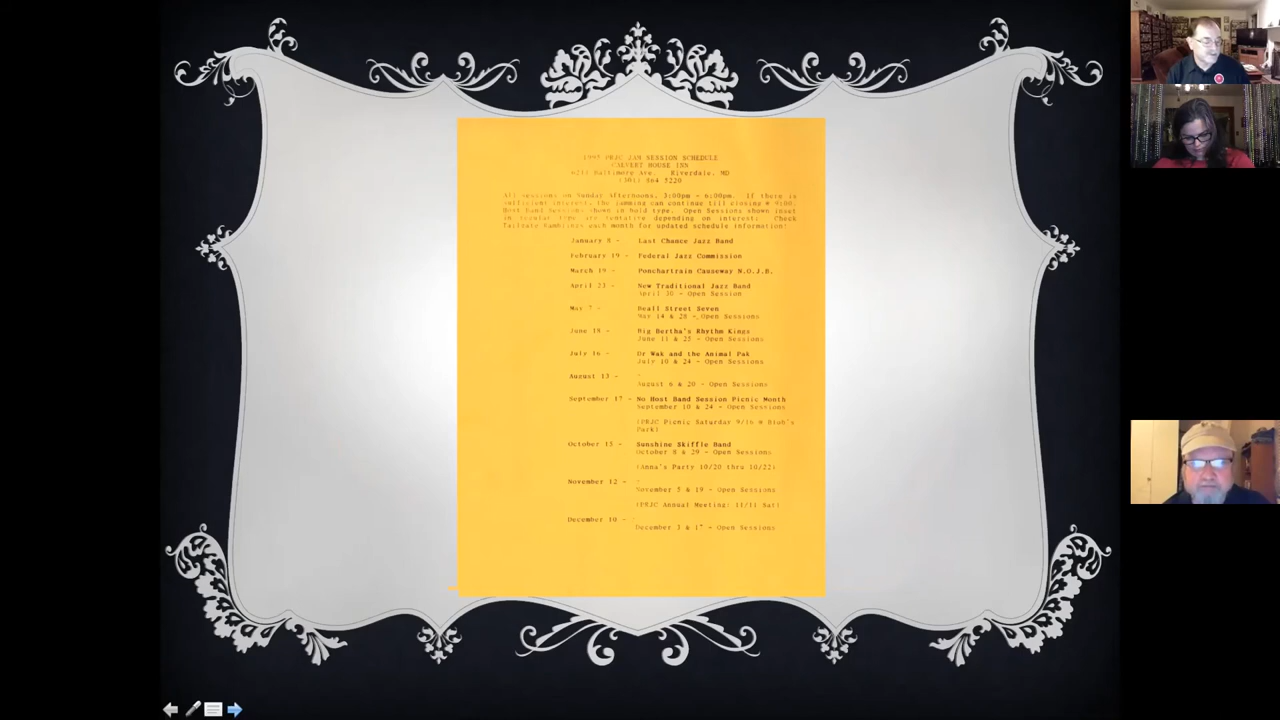 1995 PRJC JAM SESSION SCHEDULE
CALVERT HOUSE INN
6211 Baltimore Ave. Riverdale, MD
(301) 864 5220
All sessions on Sunday Afternoons, 3:00pm - 6:00pm. If there is
sufficient interest, the jamming can continue till closing @ 9:00.
Host band sessions shown in bold type. Open Sessions shown inset
in regular type are tentative depending on interest. Check
Tailgate Ramblings each month for updated schedule information!
January 8 - Last Chance Jazz Band
February 19 - Federal Jazz Commission
March 19 - Ponchartrain Causeway N.O.J.B.
April 23 - New Traditional Jazz Band
April 30 - Open Session
May 7 - Beall Street Seven
May 14 & 28 - Open Sessions
June 18 - Big Bertha's Rhythm Kings
June 11 & 25 - Open Sessions
July 16 - Dr Wak and the Animal Pak
July 10 & 24 - Open Sessions
August 13 -
August 6 & 20 - Open Sessions
September 17 - No Host Band Session Picnic Month
September 10 & 24 - Open Sessions
(PRJC Picnic Saturday 9/16 @ Blob's
Park)
October 15 - Sunshine Skiffle Band
October 8 & 29 - Open Sessions
(Anna's Party 10/20 thru 10/22)
November 12 -
November 5 & 19 - Open Sessions
(PRJC Annual Meeting: 11/11 Sat)
December 10 -
December 3 & 17 - Open Sessions